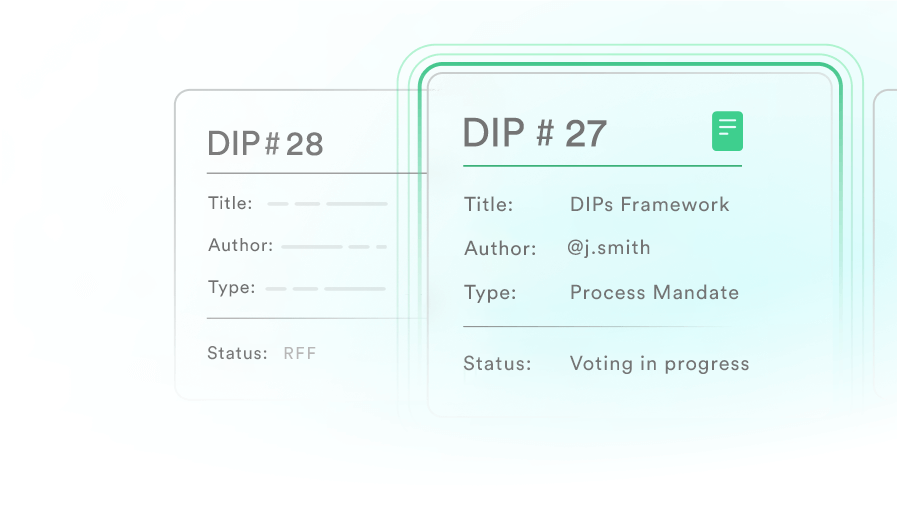 DIP # 28
Title:
Author:
Type:
Status: RFF
DIP # 27
Title: DIPs Framework
Author: @j.smith
Type: Process Mandate
Status: Voting in progress